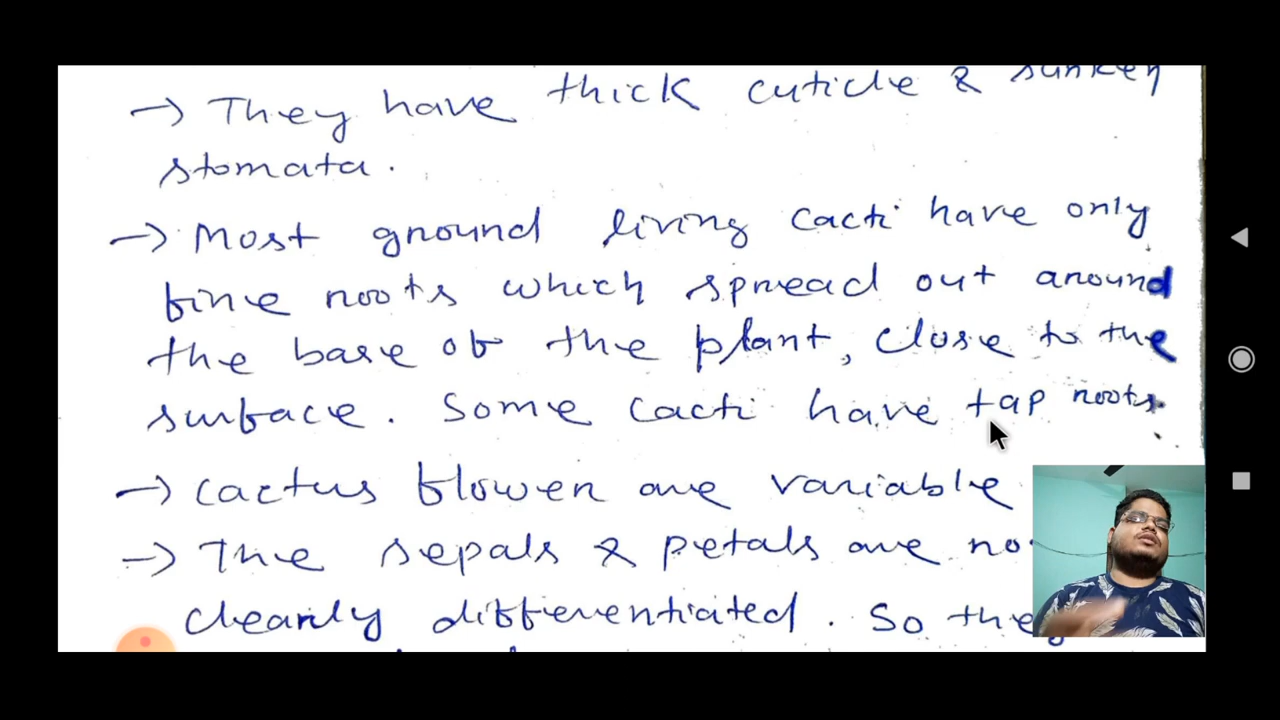 → They have thick cuticle & sunken
stomata.
→ Most ground living cacti have only
fine roots which spread out around
the base of the plant, close to the
surface. Some cacti have tap roots.
→ Cactus flower are variable
→ The sepals & petals are no
clearly differentiated. So the